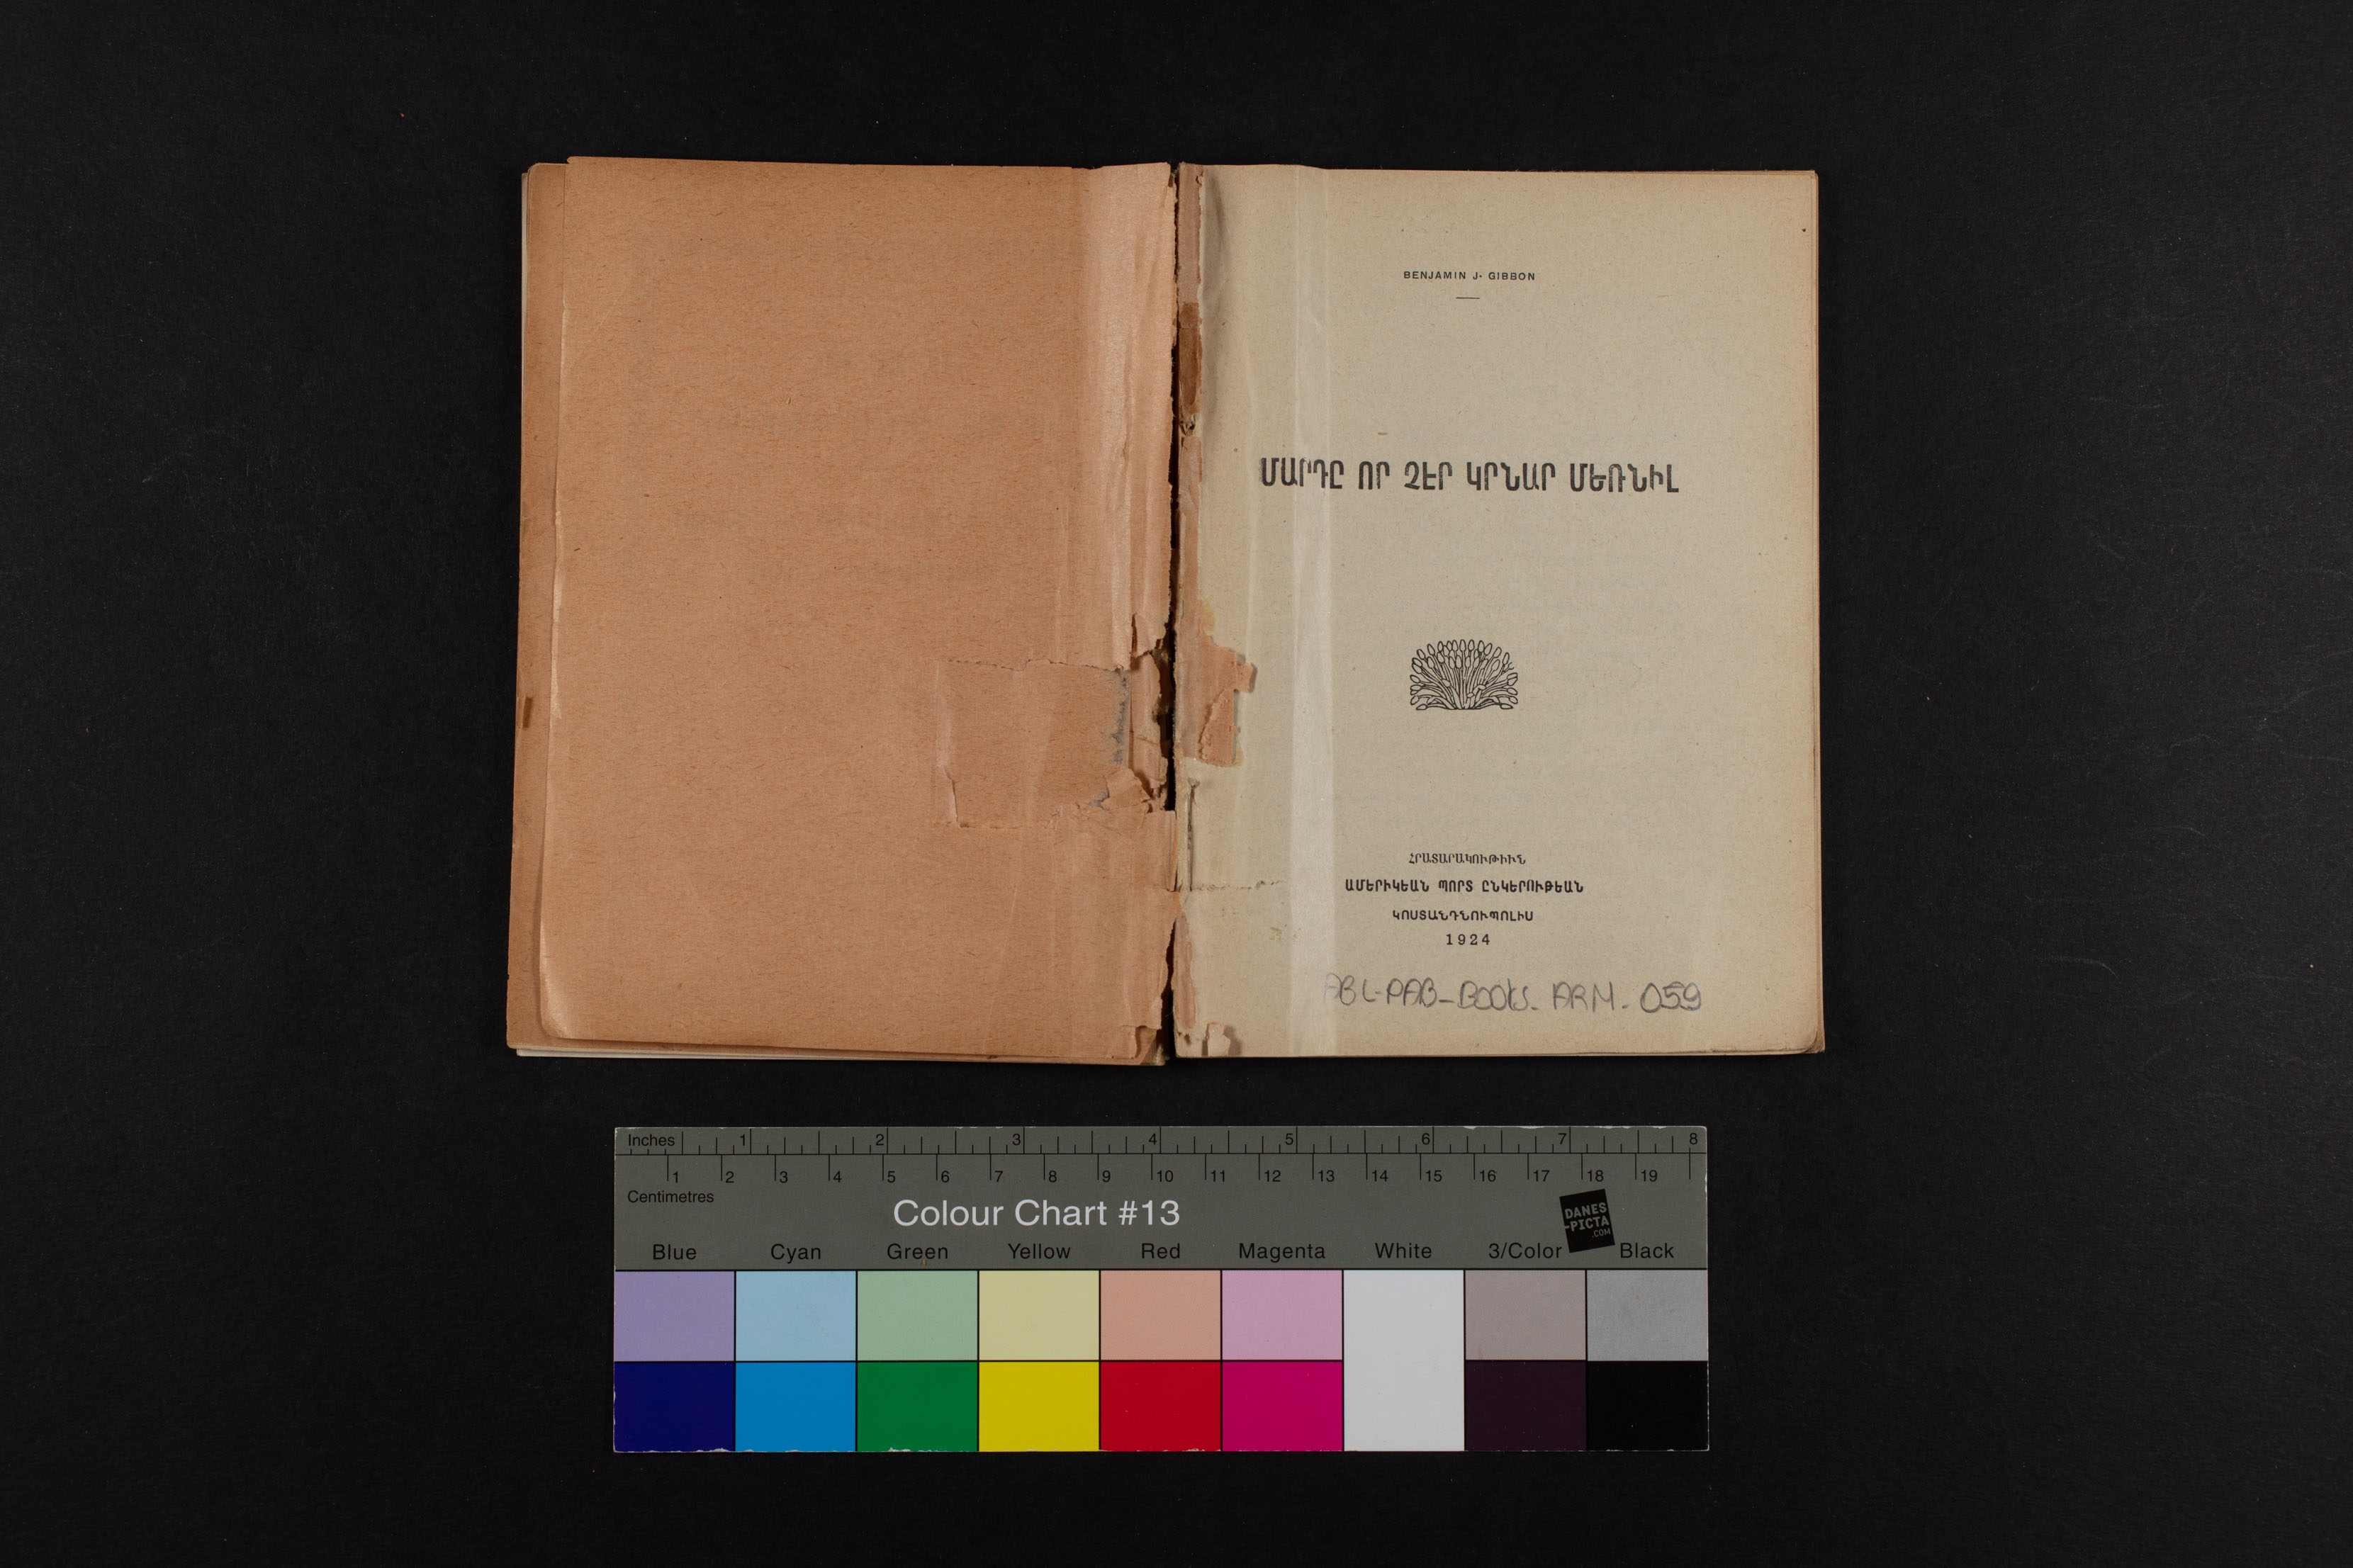 BENJAMIN J. GIBBON
ՄԱՐԴԸ ՈՐ ՉԷՐ ԿՐՆԱՐ ՄԵՌՆԻԼ
ՀՐԱՏԱՐԱԿՈՒԹԻՒՆ
ԱՄԵՐԻԿԵԱՆ ՊՈՐՏ ԸՆԿԵՐՈՒԹԵԱՆ
ԿՈՍՏԱՆԴՆՈՒՊՈԼԻՍ
1924
ABL-PAB-BOOKS. ARM. 059
Inches 1 2 3 4 5 6 7 8
1 2 3 4 5 6 7 8 9 10 11 12 13 14 15 16 17 18 19
Centimetres
Colour Chart #13
DANES
-PICTA
.COM
Blue Cyan Green Yellow Red Magenta White 3/Color Black